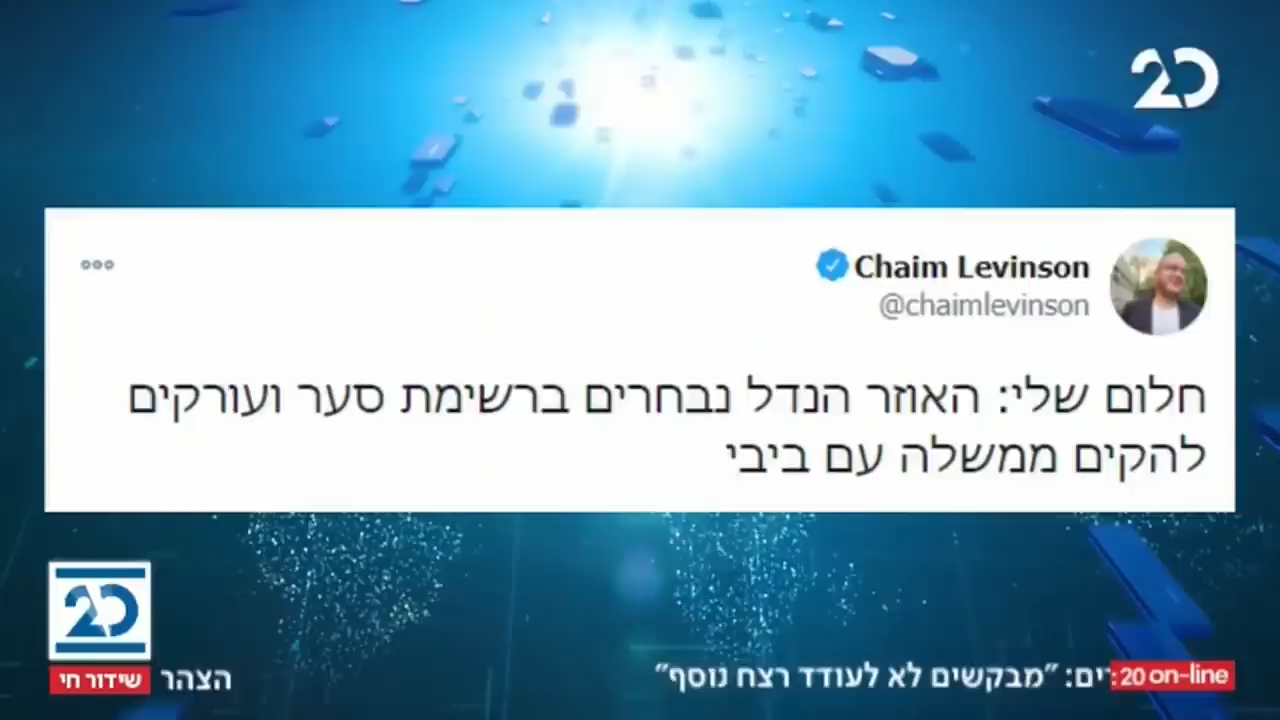 20
Chaim Levinson
@chaimlevinson
חלום שלי: האוזר הנדל נבחרים ברשימת סער ועורקים
להקים ממשלה עם ביבי
20
שידור חי
הצהר
20 on-line
"מבקשים לא לעודד רצח נוסף"